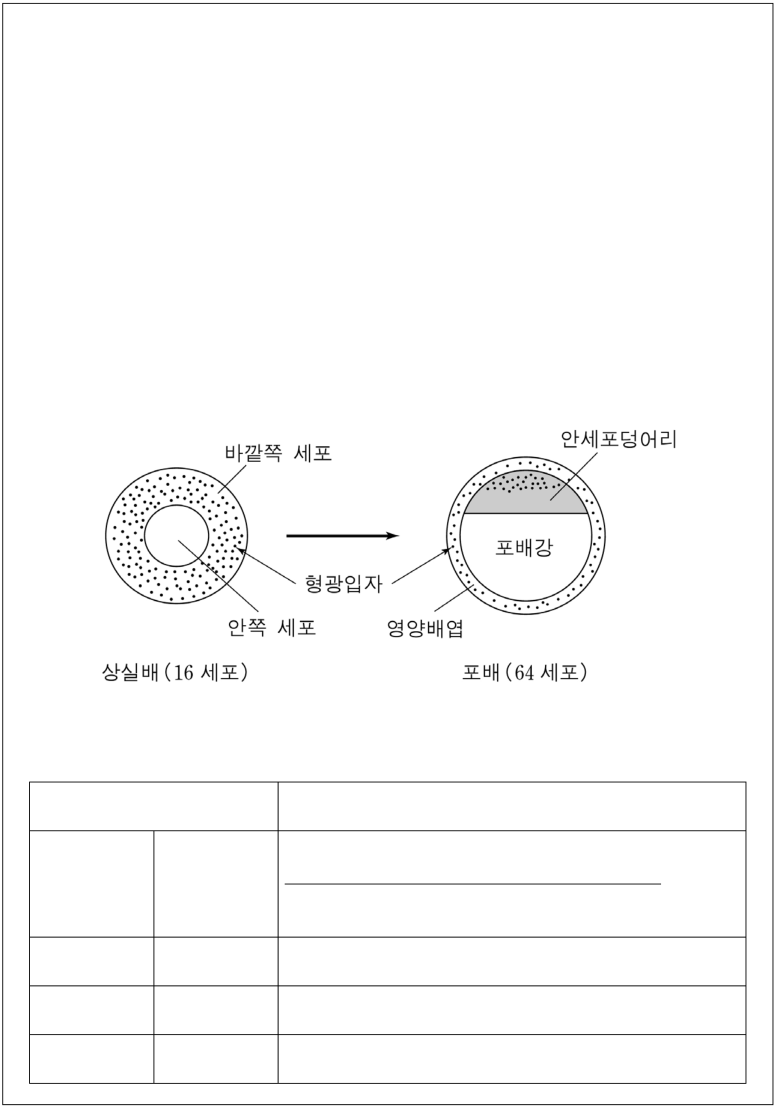 안세포덩어리
바깥쪽 세포
포배강
형광입자
안쪽 세포
영양배엽
상실배(16 세포)
포배(64 세포)